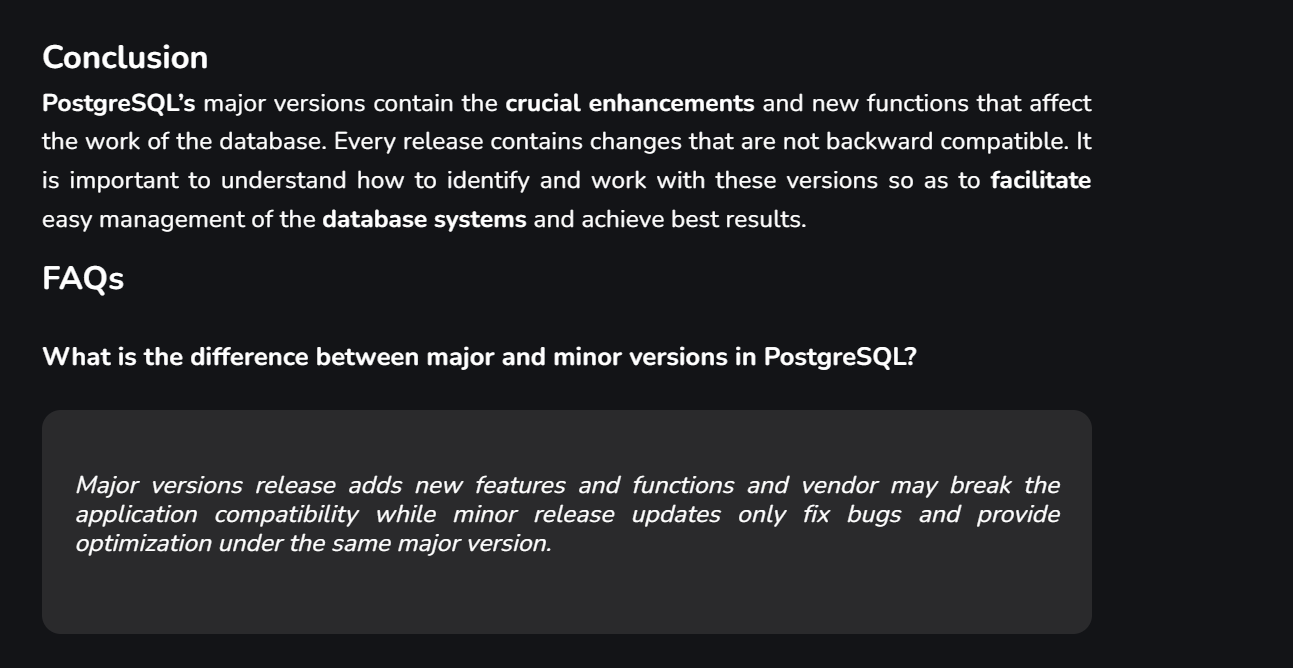 Conclusion
PostgreSQL’s major versions contain the crucial enhancements and new functions that affect
the work of the database. Every release contains changes that are not backward compatible. It
is important to understand how to identify and work with these versions so as to facilitate
easy management of the database systems and achieve best results.
FAQs
What is the difference between major and minor versions in PostgreSQL?
Major versions release adds new features and functions and vendor may break the
application compatibility while minor release updates only fix bugs and provide
optimization under the same major version.